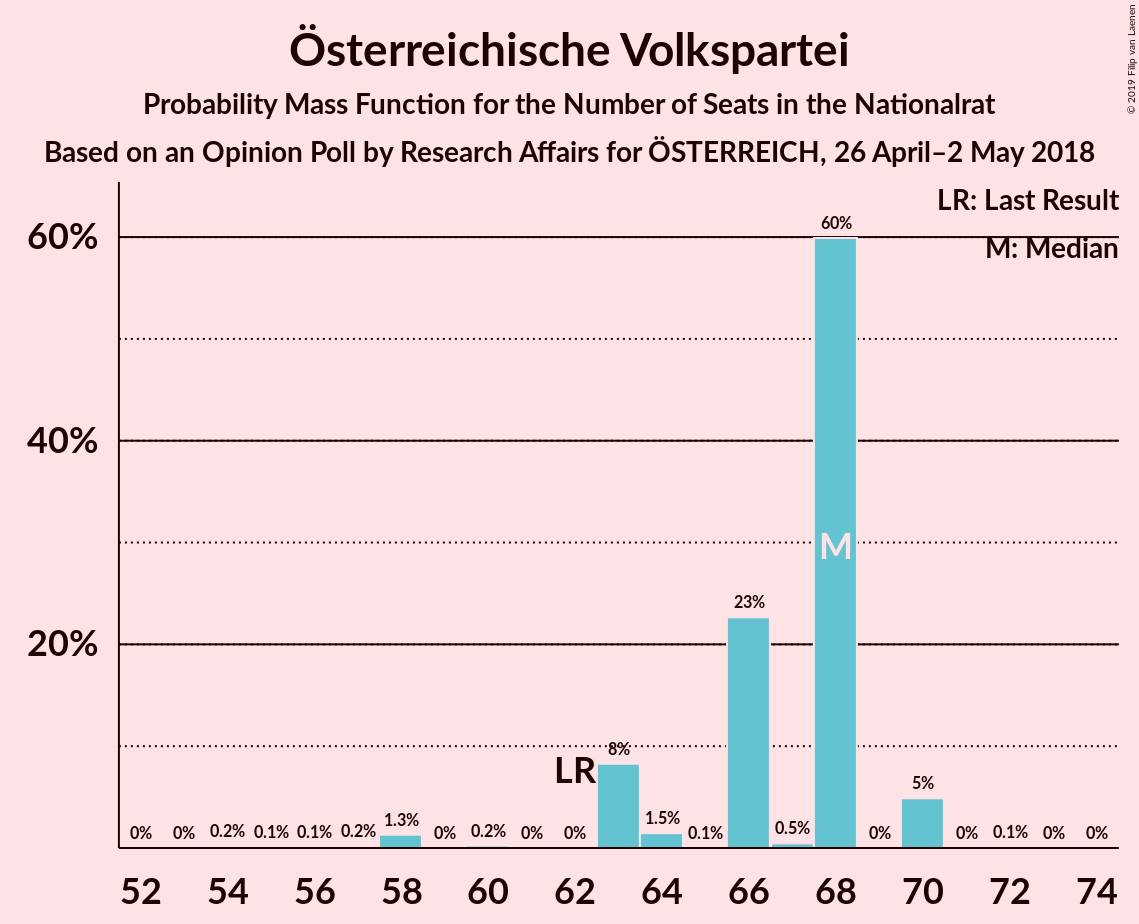 Österreichische Volkspartei
Probability Mass Function for the Number of Seats in the Nationalrat
Based on an Opinion Poll by Research Affairs for ÖSTERREICH, 26 April–2 May 2018
© 2019 Filip van Laenen
LR: Last Result
M: Median
60%
40%
20%
0% 0% 0.2% 0.1% 0.1% 0.2% 1.3% 0% 0.2% 0% 0% 8% 1.5% 0.1% 23% 0.5% 60% 0% 5% 0% 0.1% 0% 0%
M
LR
52 54 56 58 60 62 64 66 68 70 72 74